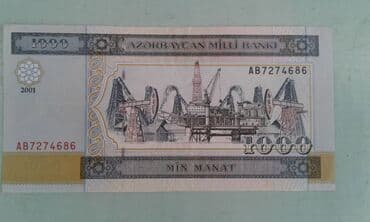 1000 AZƏRBAYCAN MİLLİ BANKI
AB7274686
2001
AB7274686
1000
MİN MANAT